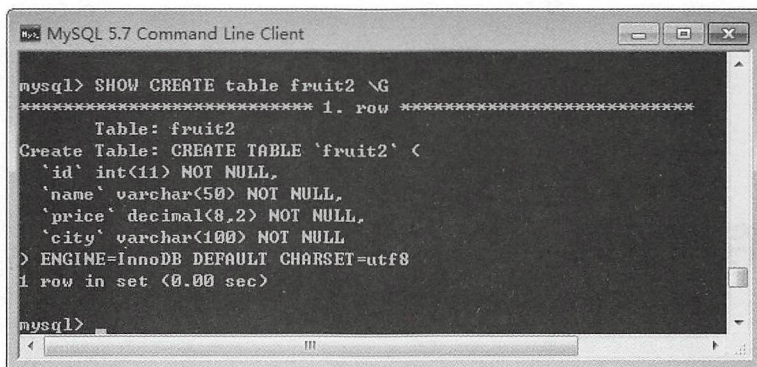 MySQL 5.7 Command Line Client
mysql> SHOW CREATE table fruit2 \G
*************************** 1. row ***************************
Table: fruit2
Create Table: CREATE TABLE `fruit2` (
`id` int(11) NOT NULL,
`name` varchar(50) NOT NULL,
`price` decimal(8,2) NOT NULL,
`city` varchar(100) NOT NULL
) ENGINE=InnoDB DEFAULT CHARSET=utf8
1 row in set (0.00 sec)
mysql>